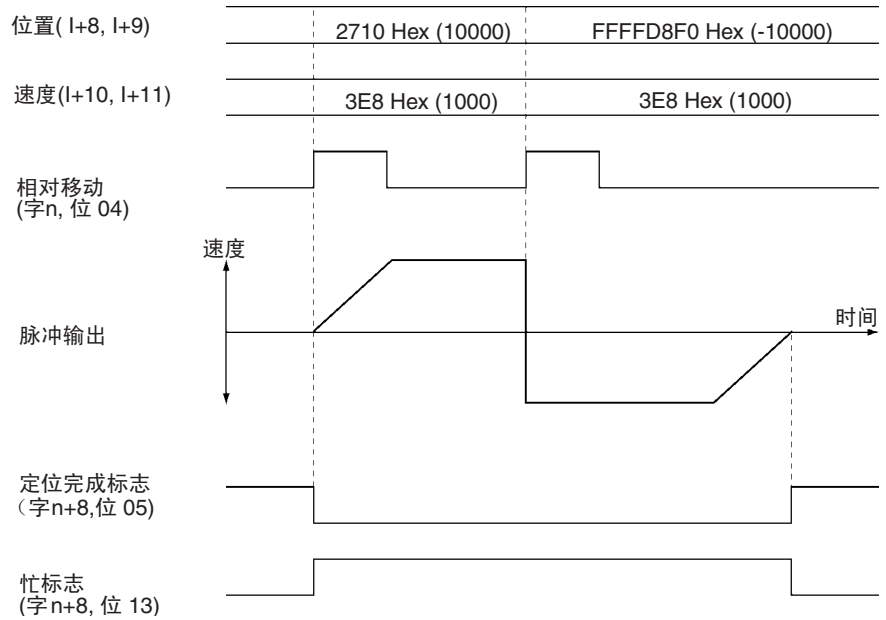 位置( I+8, I+9)
2710 Hex (10000)
FFFFD8F0 Hex (-10000)
速度(I+10, I+11)
3E8 Hex (1000)
3E8 Hex (1000)
相对移动
(字n, 位 04)
速度
脉冲输出
时间
定位完成标志
（字n+8,位 05)
忙标志
(字n+8, 位 13)